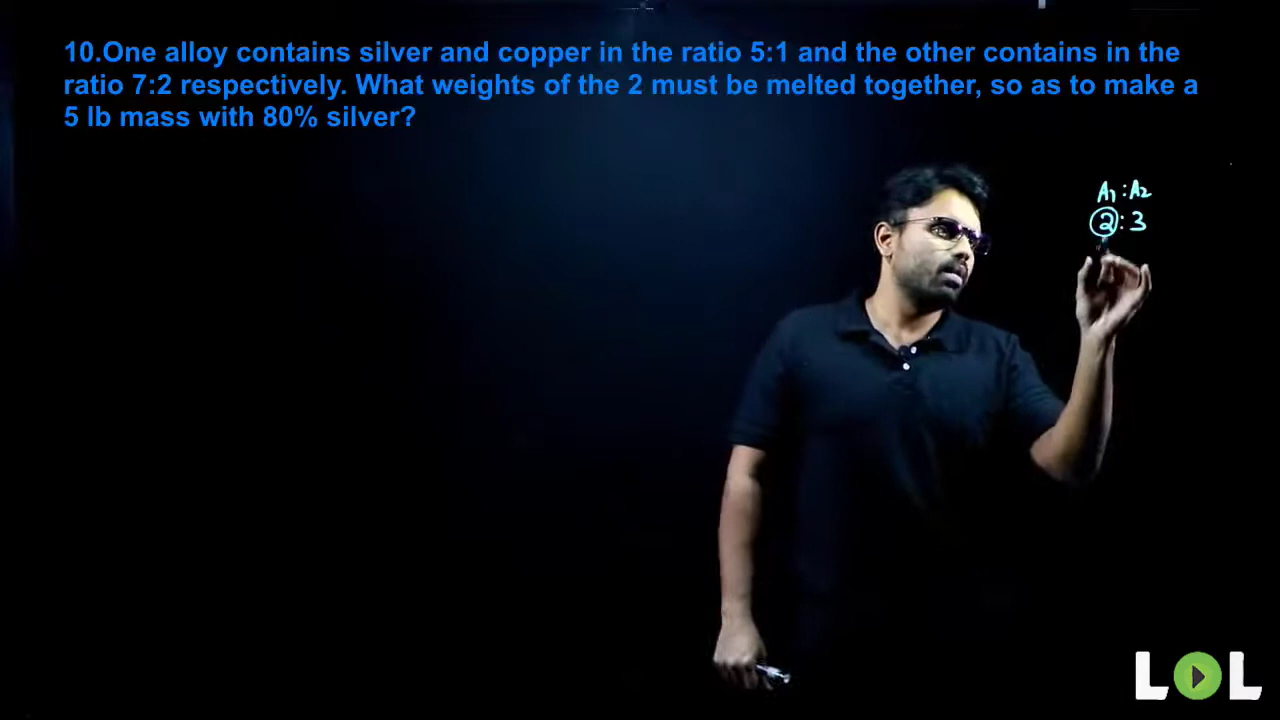 10.One alloy contains silver and copper in the ratio 5:1 and the other contains in the
ratio 7:2 respectively. What weights of the 2 must be melted together, so as to make a
5 lb mass with 80% silver?
A1 : A2
2 : 3
LOL